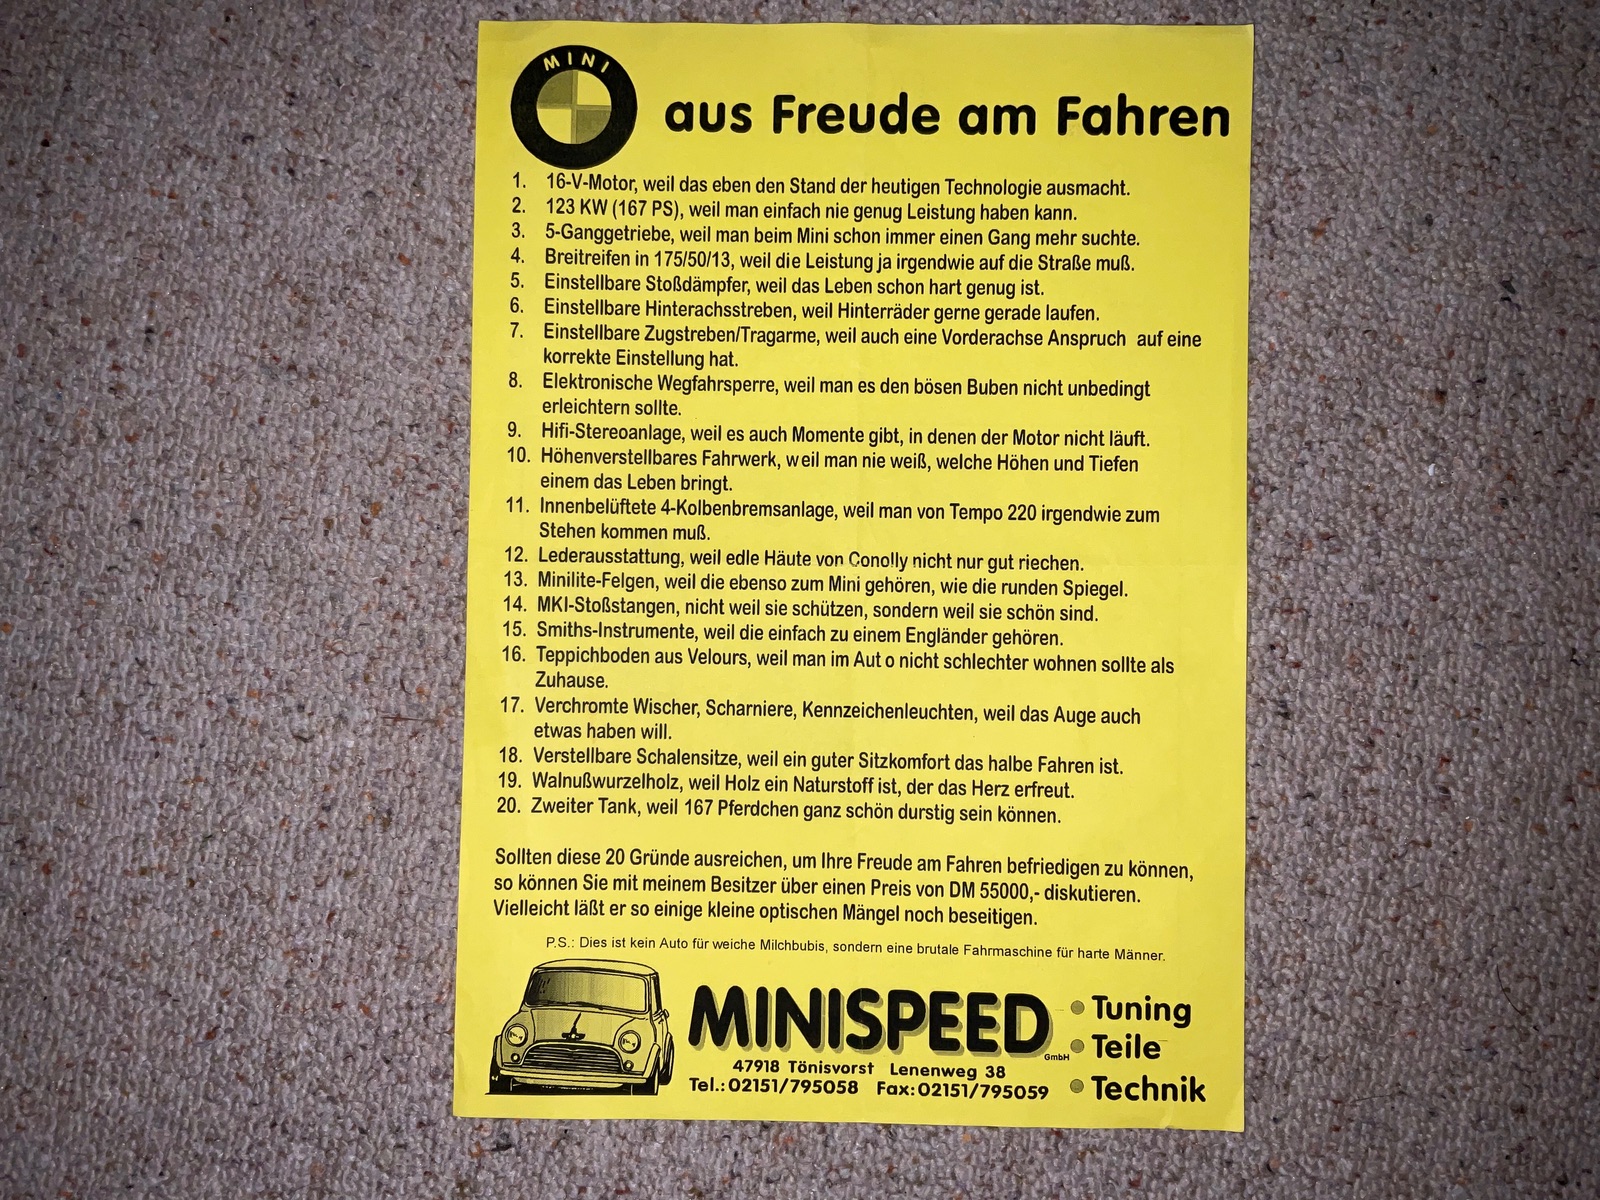 MINI
aus Freude am Fahren
1. 16-V-Motor, weil das eben den Stand der heutigen Technologie ausmacht.
2. 123 KW (167 PS), weil man einfach nie genug Leistung haben kann.
3. 5-Ganggetriebe, weil man beim Mini schon immer einen Gang mehr suchte.
4. Breitreifen in 175/50/13, weil die Leistung ja irgendwie auf die Straße muß.
5. Einstellbare Stoßdämpfer, weil das Leben schon hart genug ist.
6. Einstellbare Hinterachsstreben, weil Hinterräder gerne gerade laufen.
7. Einstellbare Zugstreben/Tragarme, weil auch eine Vorderachse Anspruch auf eine
korrekte Einstellung hat.
8. Elektronische Wegfahrsperre, weil man es den bösen Buben nicht unbedingt
erleichtern sollte.
9. Hifi-Stereoanlage, weil es auch Momente gibt, in denen der Motor nicht läuft.
10. Höhenverstellbares Fahrwerk, weil man nie weiß, welche Höhen und Tiefen
einem das Leben bringt.
11. Innenbelüftete 4-Kolbenbremsanlage, weil man von Tempo 220 irgendwie zum
Stehen kommen muß.
12. Lederausstattung, weil edle Häute von Conolly nicht nur gut riechen.
13. Minilite-Felgen, weil die ebenso zum Mini gehören, wie die runden Spiegel.
14. MKI-Stoßstangen, nicht weil sie schützen, sondern weil sie schön sind.
15. Smiths-Instrumente, weil die einfach zu einem Engländer gehören.
16. Teppichboden aus Velours, weil man im Aut o nicht schlechter wohnen sollte als
Zuhause.
17. Verchromte Wischer, Scharniere, Kennzeichenleuchten, weil das Auge auch
etwas haben will.
18. Verstellbare Schalensitze, weil ein guter Sitzkomfort das halbe Fahren ist.
19. Walnußwurzelholz, weil Holz ein Naturstoff ist, der das Herz erfreut.
20. Zweiter Tank, weil 167 Pferdchen ganz schön durstig sein können.
Sollten diese 20 Gründe ausreichen, um Ihre Freude am Fahren befriedigen zu können,
so können Sie mit meinem Besitzer über einen Preis von DM 55000,- diskutieren.
Vielleicht läßt er so einige kleine optischen Mängel noch beseitigen.
P.S.: Dies ist kein Auto für weiche Milchbubis, sondern eine brutale Fahrmaschine für harte Männer.
MINISPEED GmbH
47918 Tönisvorst Lenenweg 38
Tel.: 02151/795058 Fax: 02151/795059
• Tuning
• Teile
• Technik